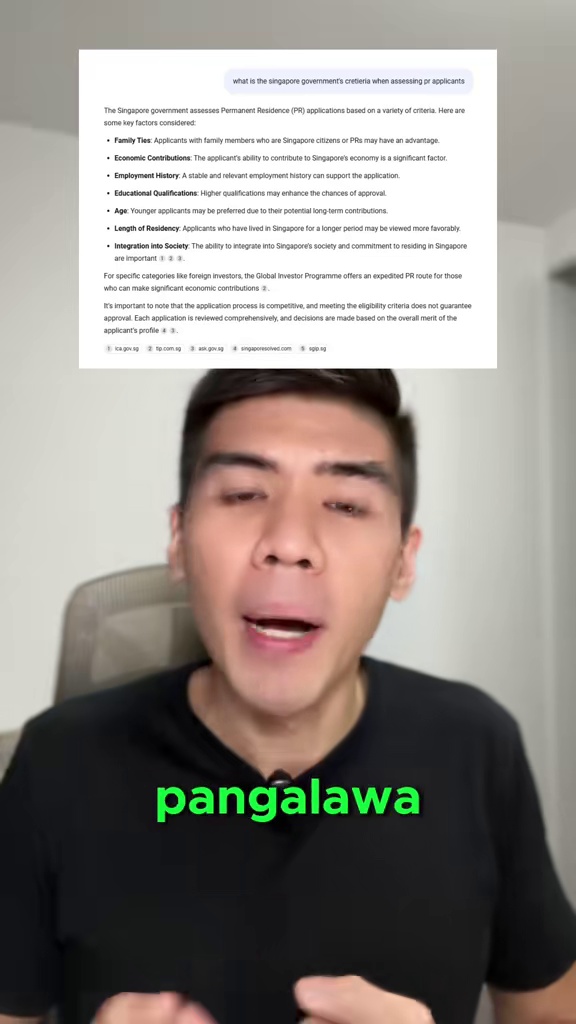 what is the singapore government's cretieria when assessing pr applicants
The Singapore government assesses Permanent Residence (PR) applications based on a variety of criteria. Here are
some key factors considered:
• Family Ties: Applicants with family members who are Singapore citizens or PRs may have an advantage.
• Economic Contributions: The applicant's ability to contribute to Singapore's economy is a significant factor.
• Employment History: A stable and relevant employment history can support the application.
• Educational Qualifications: Higher qualifications may enhance the chances of approval.
• Age: Younger applicants may be preferred due to their potential long-term contributions.
• Length of Residency: Applicants who have lived in Singapore for a longer period may be viewed more favorably.
• Integration into Society: The ability to integrate into Singapore's society and commitment to residing in Singapore
are important 1 2 3.
For specific categories like foreign investors, the Global Investor Programme offers an expedited PR route for those
who can make significant economic contributions 2.
It's important to note that the application process is competitive, and meeting the eligibility criteria does not guarantee
approval. Each application is reviewed comprehensively, and decisions are made based on the overall merit of the
applicant's profile 4 3.
1 ica.gov.sg 2 tip.com.sg 3 ask.gov.sg 4 singaporesolved.com 5 sgip.sg
pangalawa